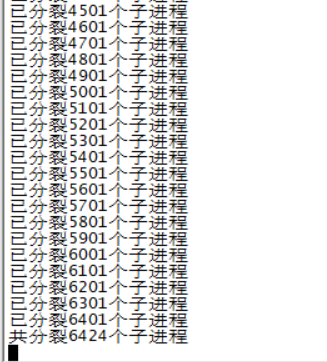 已分裂4501个子进程
已分裂4601个子进程
已分裂4701个子进程
已分裂4801个子进程
已分裂4901个子进程
已分裂5001个子进程
已分裂5101个子进程
已分裂5201个子进程
已分裂5301个子进程
已分裂5401个子进程
已分裂5501个子进程
已分裂5601个子进程
已分裂5701个子进程
已分裂5801个子进程
已分裂5901个子进程
已分裂6001个子进程
已分裂6101个子进程
已分裂6201个子进程
已分裂6301个子进程
已分裂6401个子进程
共分裂6424个子进程